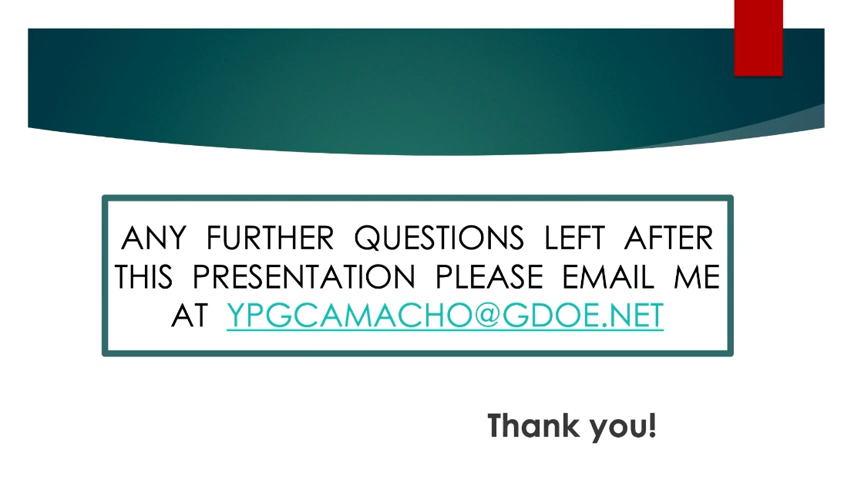 ANY FURTHER QUESTIONS LEFT AFTER
THIS PRESENTATION PLEASE EMAIL ME
AT YPGCAMACHO@GDOE.NET
Thank you!